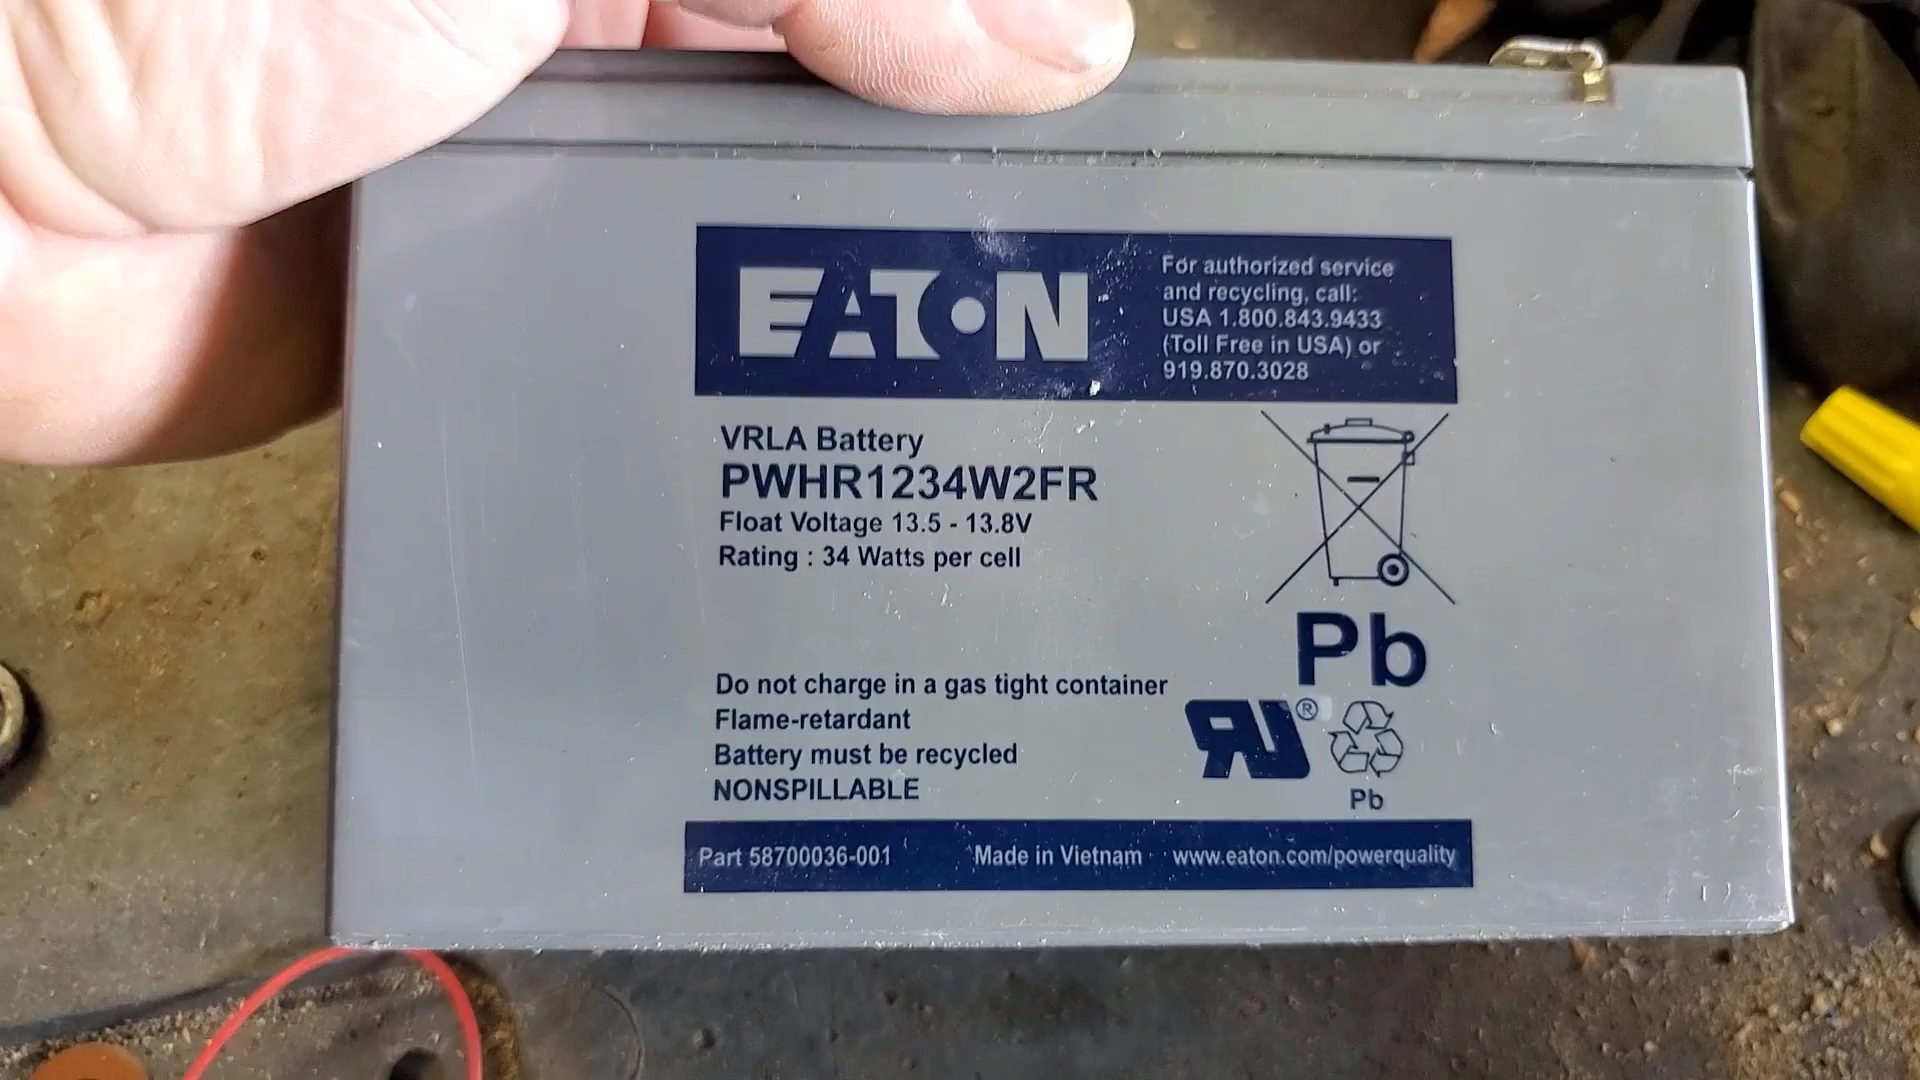 EATON
For authorized service
and recycling, call:
USA 1.800.843.9433
(Toll Free in USA) or
919.870.3028
VRLA Battery
PWHR1234W2FR
Float Voltage 13.5 - 13.8V
Rating : 34 Watts per cell
Pb
Do not charge in a gas tight container
Flame-retardant
Battery must be recycled
NONSPILLABLE
RU®
Pb
Part 58700036-001 Made in Vietnam www.eaton.com/powerquality